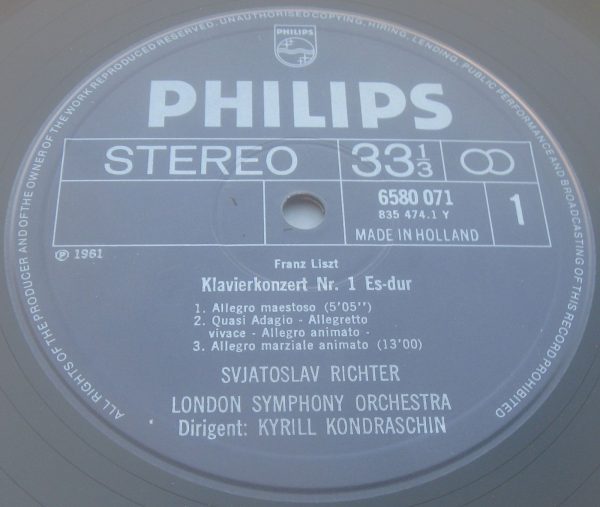 ALL RIGHTS OF THE PRODUCER AND OF THE OWNER OF THE WORK REPRODUCED RESERVED. UNAUTHORISED COPYING, HIRING, LENDING, PUBLIC PERFORMANCE AND BROADCASTING OF THIS RECORD PROHIBITED
PHILIPS
PHILIPS
STEREO 33 1/3
6580 071
835 474.1 Y
1
MADE IN HOLLAND
℗ 1961
Franz Liszt
Klavierkonzert Nr. 1 Es-dur
1. Allegro maestoso (5'05'')
2. Quasi Adagio - Allegretto
vivace - Allegro animato -
3. Allegro marziale animato (13'00)
SVJATOSLAV RICHTER
LONDON SYMPHONY ORCHESTRA
Dirigent: KYRILL KONDRASCHIN